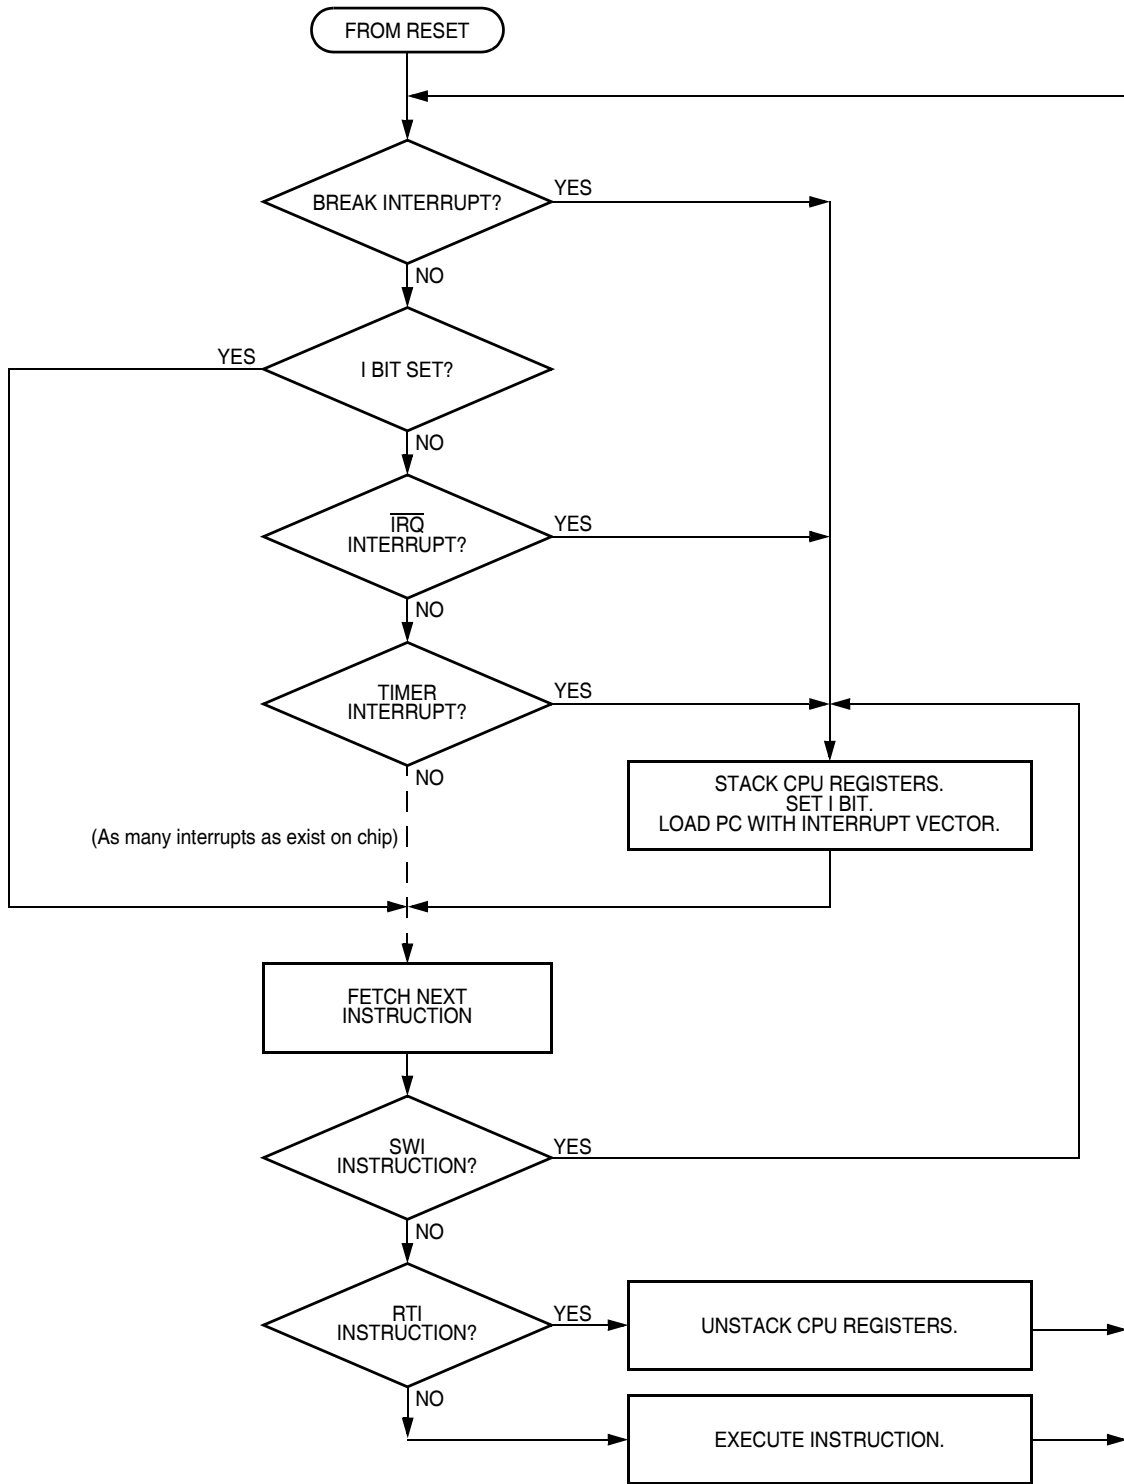 FROM RESET
BREAK INTERRUPT?
YES
NO
YES
I BIT SET?
NO
IRQ
INTERRUPT?
YES
NO
TIMER
INTERRUPT?
YES
NO
STACK CPU REGISTERS.
SET I BIT.
LOAD PC WITH INTERRUPT VECTOR.
(As many interrupts as exist on chip)
FETCH NEXT
INSTRUCTION
SWI
INSTRUCTION?
YES
NO
RTI
INSTRUCTION?
YES
UNSTACK CPU REGISTERS.
NO
EXECUTE INSTRUCTION.